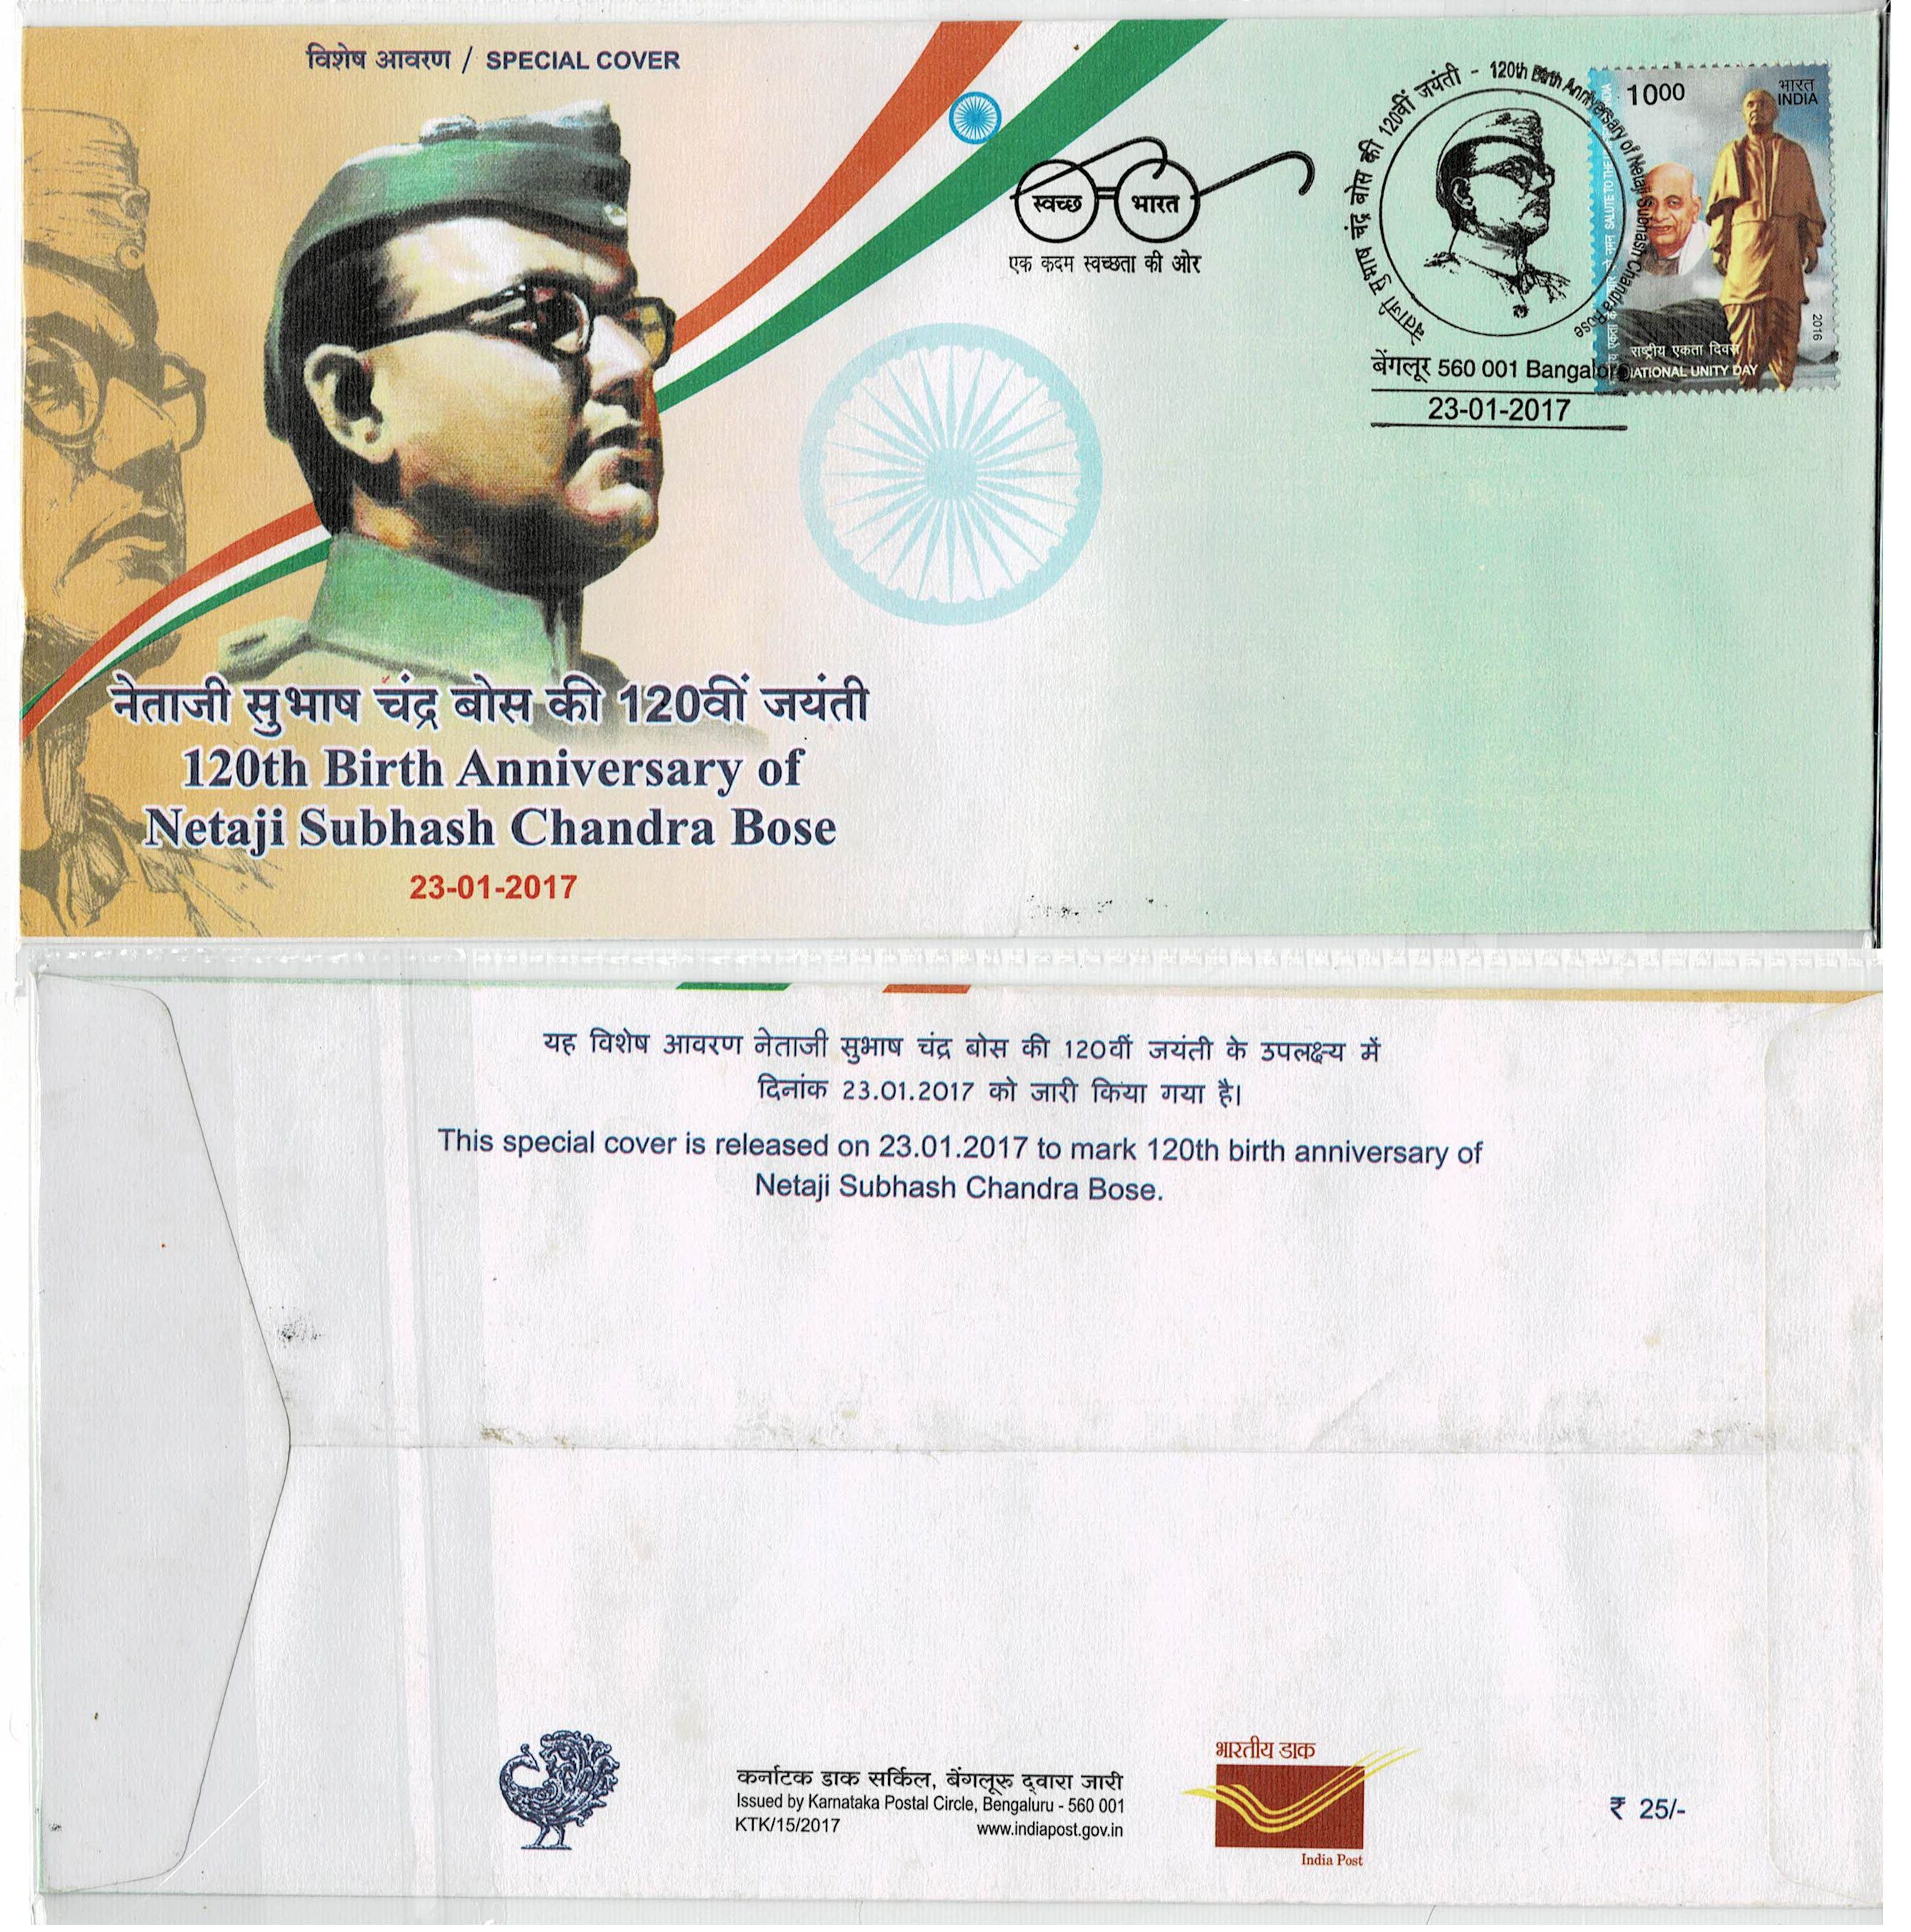 विशेष आवरण / SPECIAL COVER
स्वच्छ भारत
एक कदम स्वच्छता की ओर
नेताजी सुभाष चंद्र बोस की 120वीं जयंती - 120th Birth Anniversary of Netaji Subhash Chandra Bose
बेंगलूर 560 001 Bangalore
23-01-2017
1000
भारत
INDIA
SALUTE TO THE
2016
राष्ट्रीय एकता दिवस
NATIONAL UNITY DAY
नेताजी सुभाष चंद्र बोस की 120वीं जयंती
120th Birth Anniversary of
Netaji Subhash Chandra Bose
23-01-2017
यह विशेष आवरण नेताजी सुभाष चंद्र बोस की 120वीं जयंती के उपलक्ष्य में
दिनांक 23.01.2017 को जारी किया गया है।
This special cover is released on 23.01.2017 to mark 120th birth anniversary of
Netaji Subhash Chandra Bose.
कर्नाटक डाक सर्किल, बेंगलूरू द्वारा जारी
Issued by Karnataka Postal Circle, Bengaluru - 560 001
KTK/15/2017 www.indiapost.gov.in
भारतीय डाक
India Post
₹ 25/-